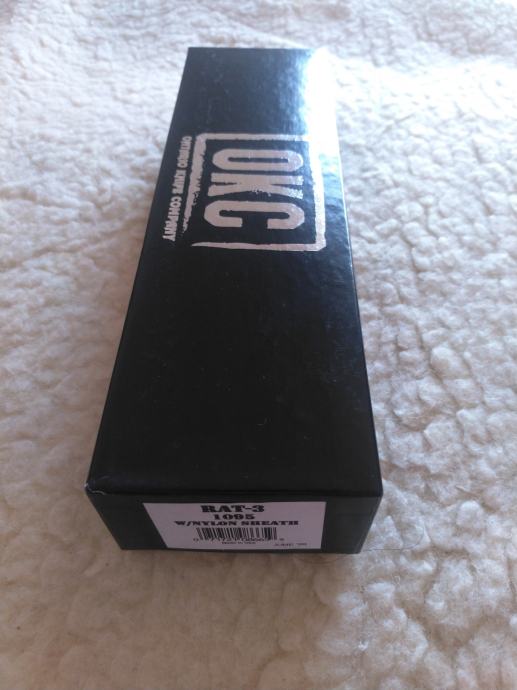 OKC
ONTARIO KNIFE COMPANY
RAT-3
1095
W/NYLON SHEATH